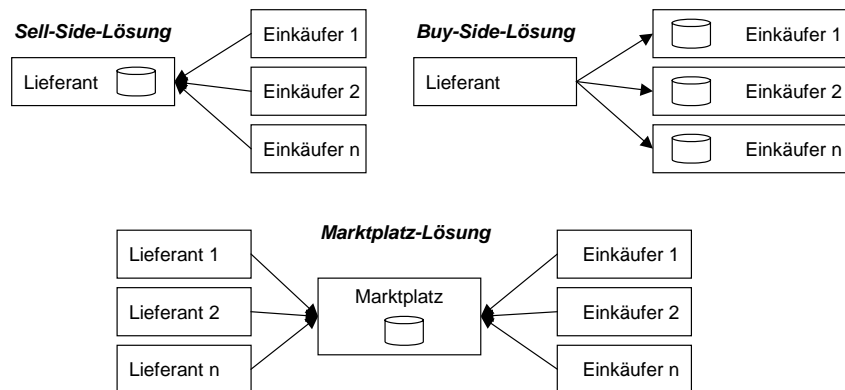 Sell-Side-Lösung
Lieferant
Einkäufer 1
Einkäufer 2
Einkäufer n
Buy-Side-Lösung
Lieferant
Einkäufer 1
Einkäufer 2
Einkäufer n
Marktplatz-Lösung
Lieferant 1
Lieferant 2
Lieferant n
Marktplatz
Einkäufer 1
Einkäufer 2
Einkäufer n